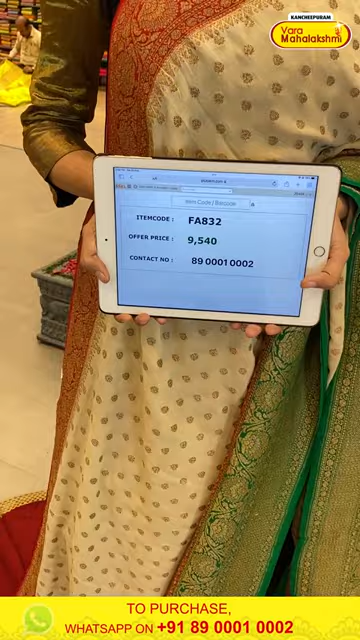 KANCHEEPURAM
Vara
Mahalakshmi
Item Code / Barcode
ITEMCODE : FA832
OFFER PRICE : 9,540
CONTACT NO : 89 0001 0002
TO PURCHASE,
WHATSAPP ON +91 89 0001 0002